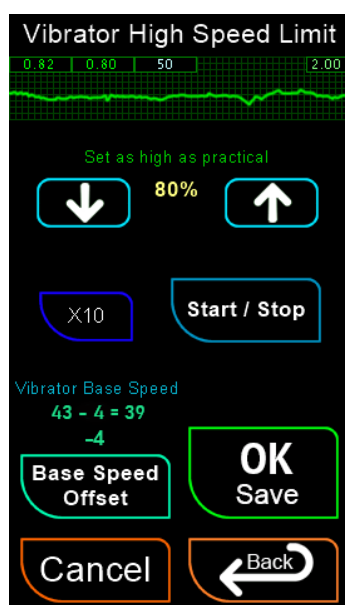 Vibrator High Speed Limit
0.82 0.80 50 2.00
Set as high as practical
80%
X10 Start / Stop
Vibrator Base Speed
43 - 4 = 39
-4
Base Speed
Offset
OK
Save
Cancel
Back